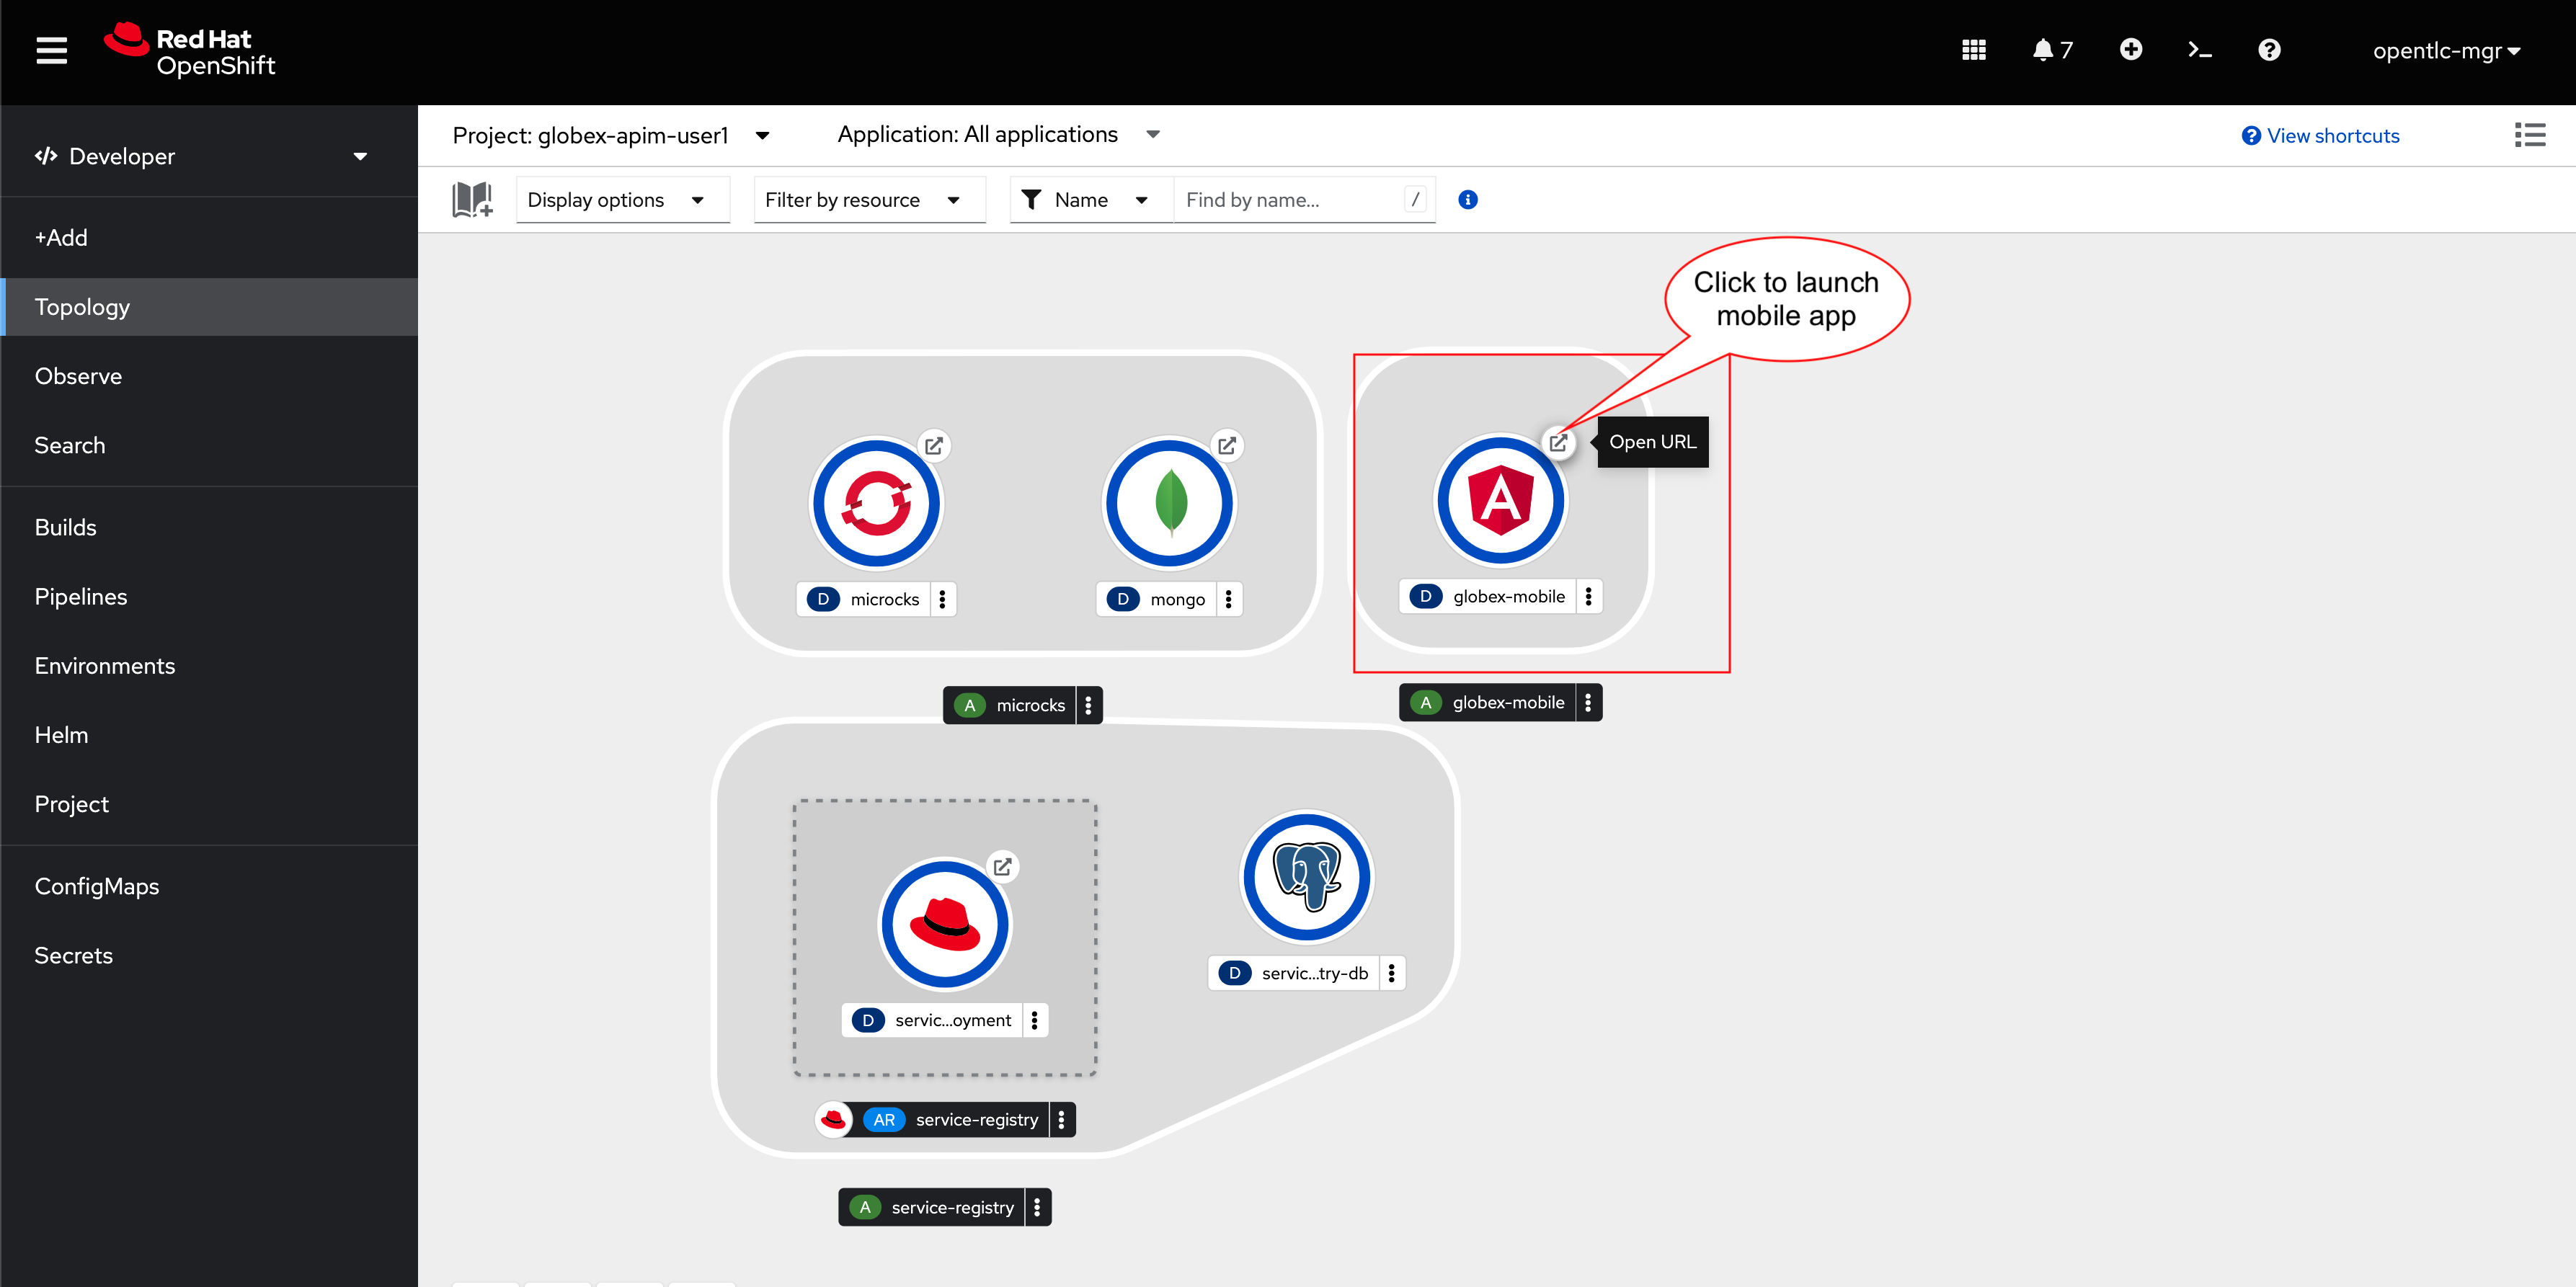 Red Hat
OpenShift
7
opentlc-mgr
Developer
+Add
Topology
Observe
Search
Builds
Pipelines
Environments
Helm
Project
ConfigMaps
Secrets
Project: globex-apim-user1
Application: All applications
View shortcuts
Display options
Filter by resource
Name
Find by name...
/
Click to launch
mobile app
Open URL
D microcks
D mongo
D globex-mobile
A microcks
A globex-mobile
D servic...oyment
D servic...try-db
AR service-registry
A service-registry